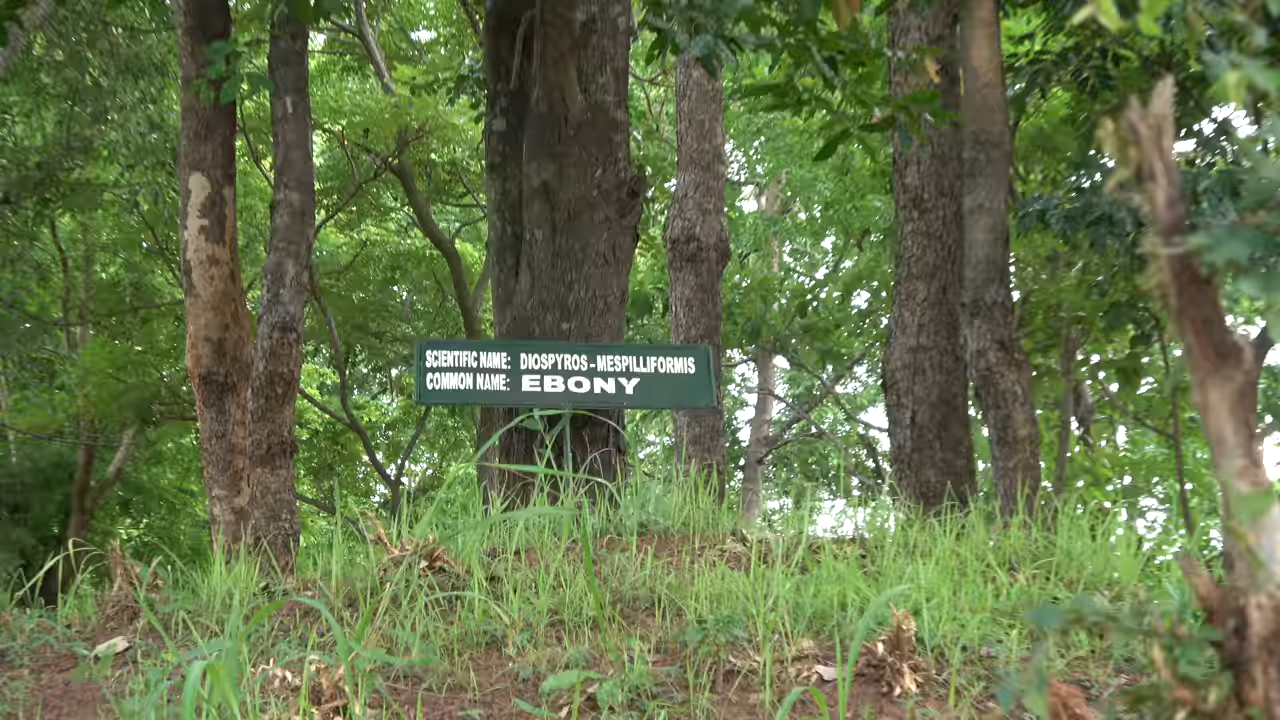 SCIENTIFIC NAME: DIOSPYROS - MESPILLIFORMIS
COMMON NAME: EBONY